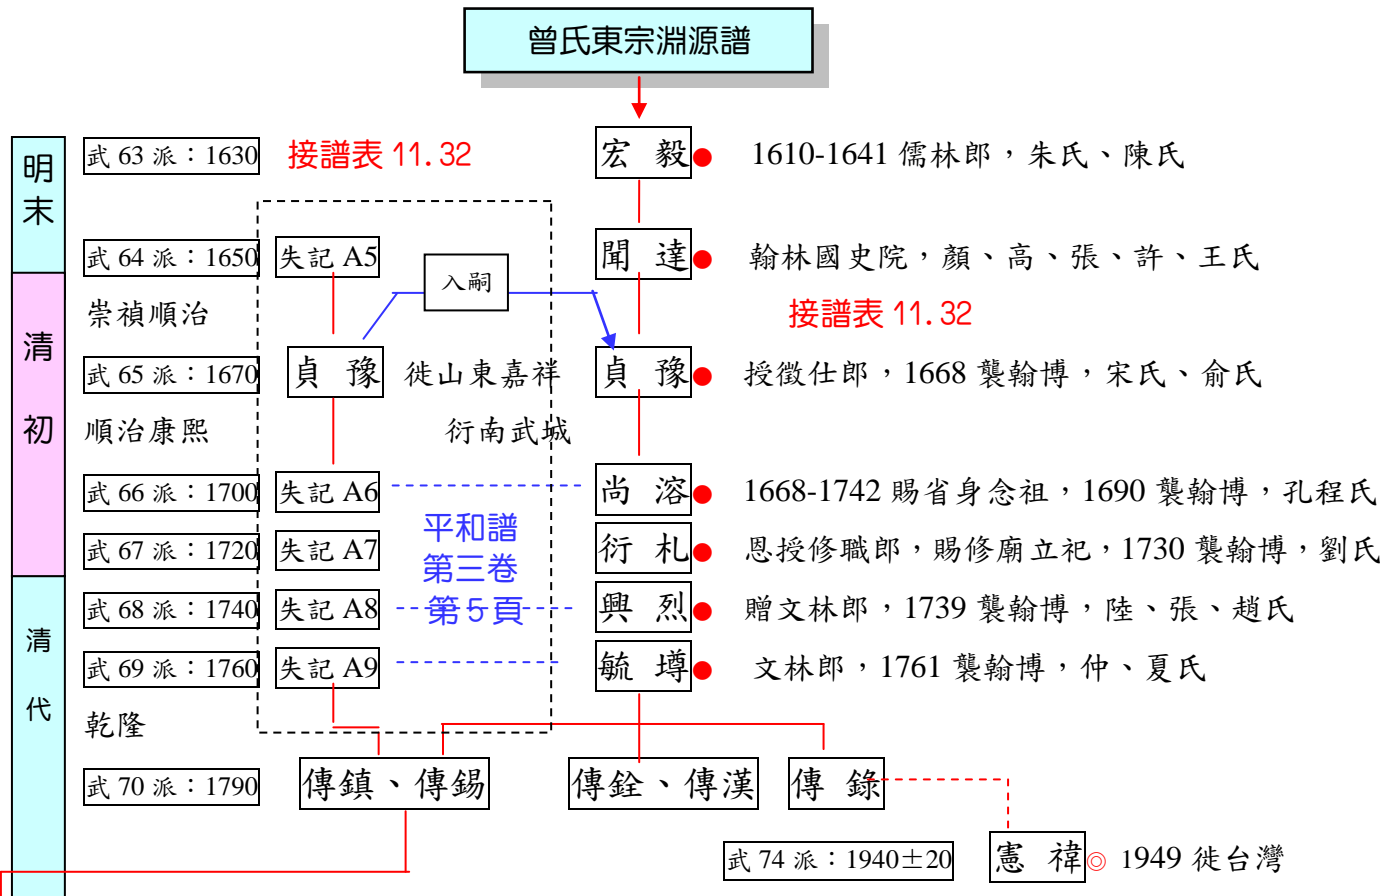 曾氏東宗淵源譜
明末
武 63 派：1630 接譜表 11.32 宏 毅 1610-1641 儒林郎，朱氏、陳氏
武 64 派：1650 失記 A5 聞 達 翰林國史院，顏、高、張、許、王氏
入嗣
清初
崇禎順治 接譜表 11.32
武 65 派：1670 貞 豫 徙山東嘉祥 貞 豫 授徵仕郎，1668 襲翰博，宋氏、俞氏
順治康熙 衍南武城
武 66 派：1700 失記 A6 尚 溶 1668-1742 賜省身念祖，1690 襲翰博，孔程氏
平和譜
第三卷
第5頁
武 67 派：1720 失記 A7 衍 札 恩授修職郎，賜修廟立祀，1730 襲翰博，劉氏
清代
武 68 派：1740 失記 A8 興 烈 贈文林郎，1739 襲翰博，陸、張、趙氏
武 69 派：1760 失記 A9 毓 墫 文林郎，1761 襲翰博，仲、夏氏
乾隆
武 70 派：1790 傳鎮、傳錫 傳銓、傳漢 傳 錄
武 74 派：1940±20 憲 禕◎ 1949 徙台灣